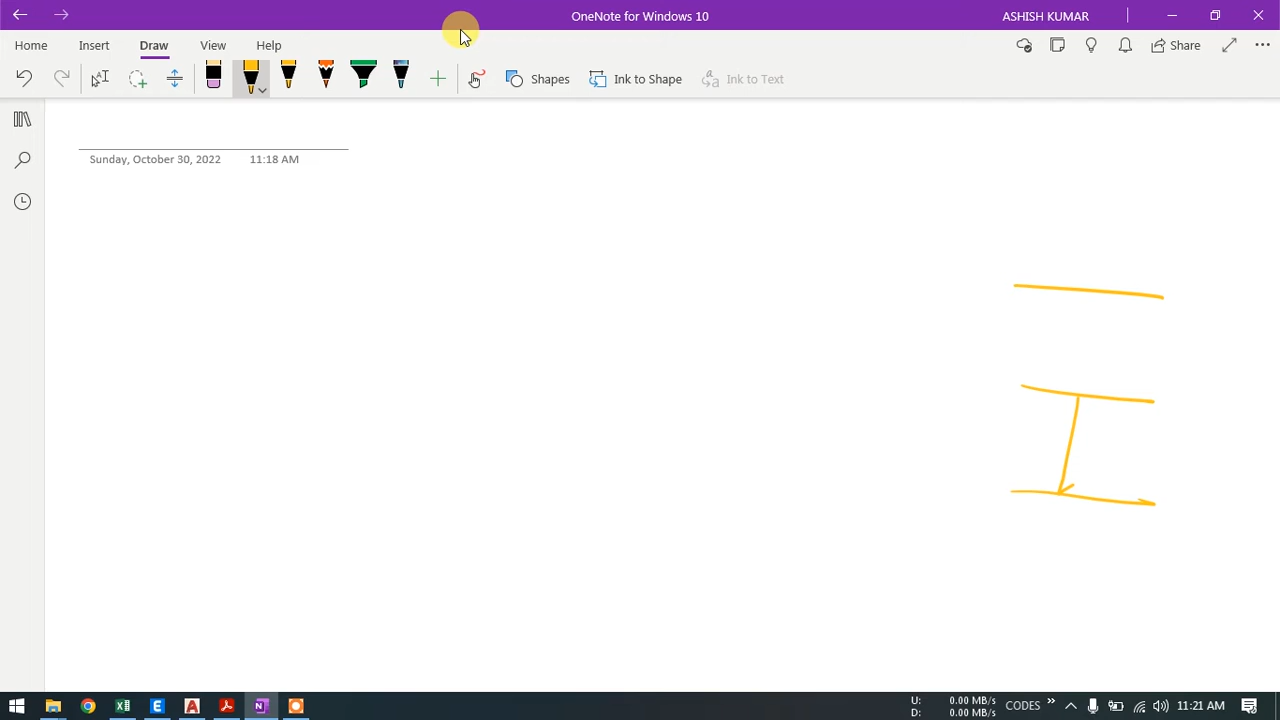 OneNote for Windows 10
ASHISH KUMAR
Home Insert Draw View Help
Share
Shapes Ink to Shape Ink to Text
Sunday, October 30, 2022 11:18 AM
U: 0.00 MB/s
D: 0.00 MB/s
CODES
11:21 AM